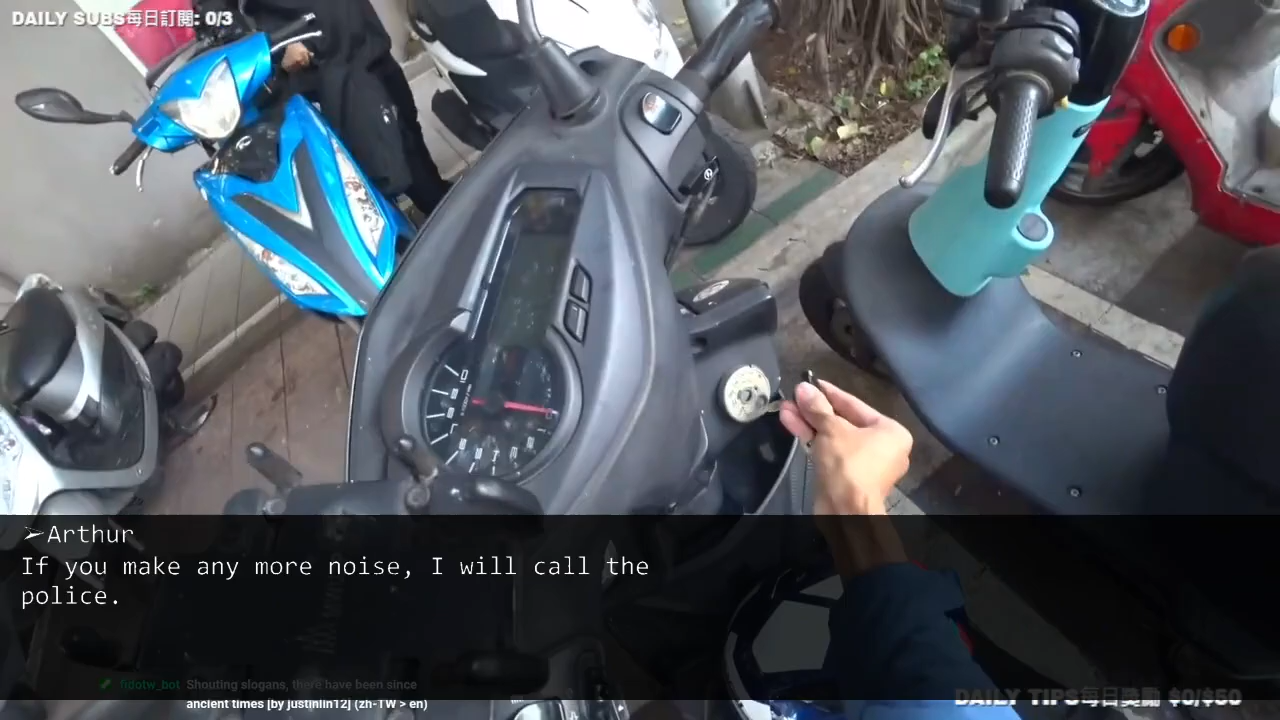 DAILY SUBS每日訂閱: 0/3
➢Arthur
If you make any more noise, I will call the
police.
fidotw_bot Shouting slogans, there have been since
ancient times [by justinlin12] (zh-TW > en)
DAILY TIPS每日獎勵 $0/$50